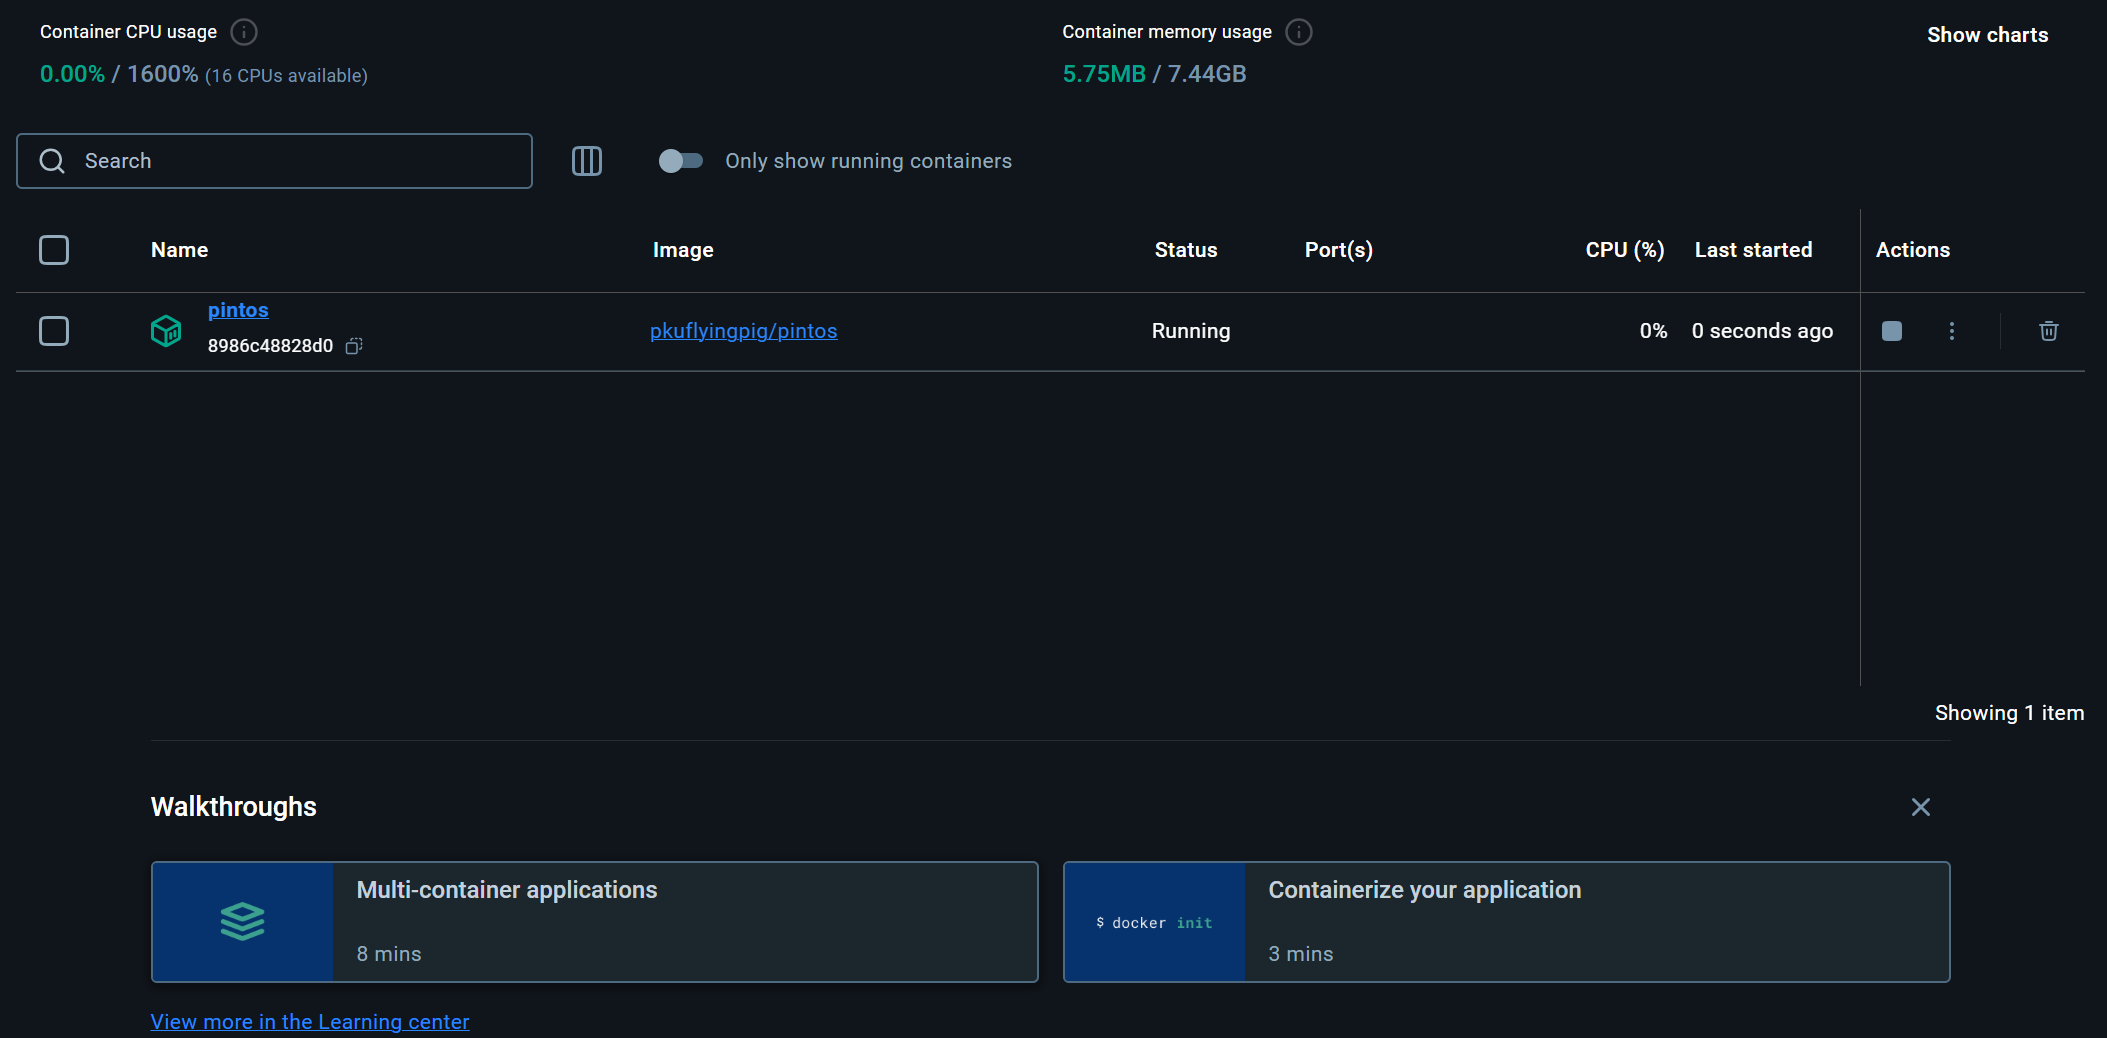 Container CPU usage
0.00% / 1600% (16 CPUs available)
Container memory usage
5.75MB / 7.44GB
Show charts
Search
Only show running containers
Name Image Status Port(s) CPU (%) Last started Actions
pintos
8986c48828d0
pkuflyingpig/pintos Running 0% 0 seconds ago
Showing 1 item
Walkthroughs
Multi-container applications
8 mins
$ docker init
Containerize your application
3 mins
View more in the Learning center